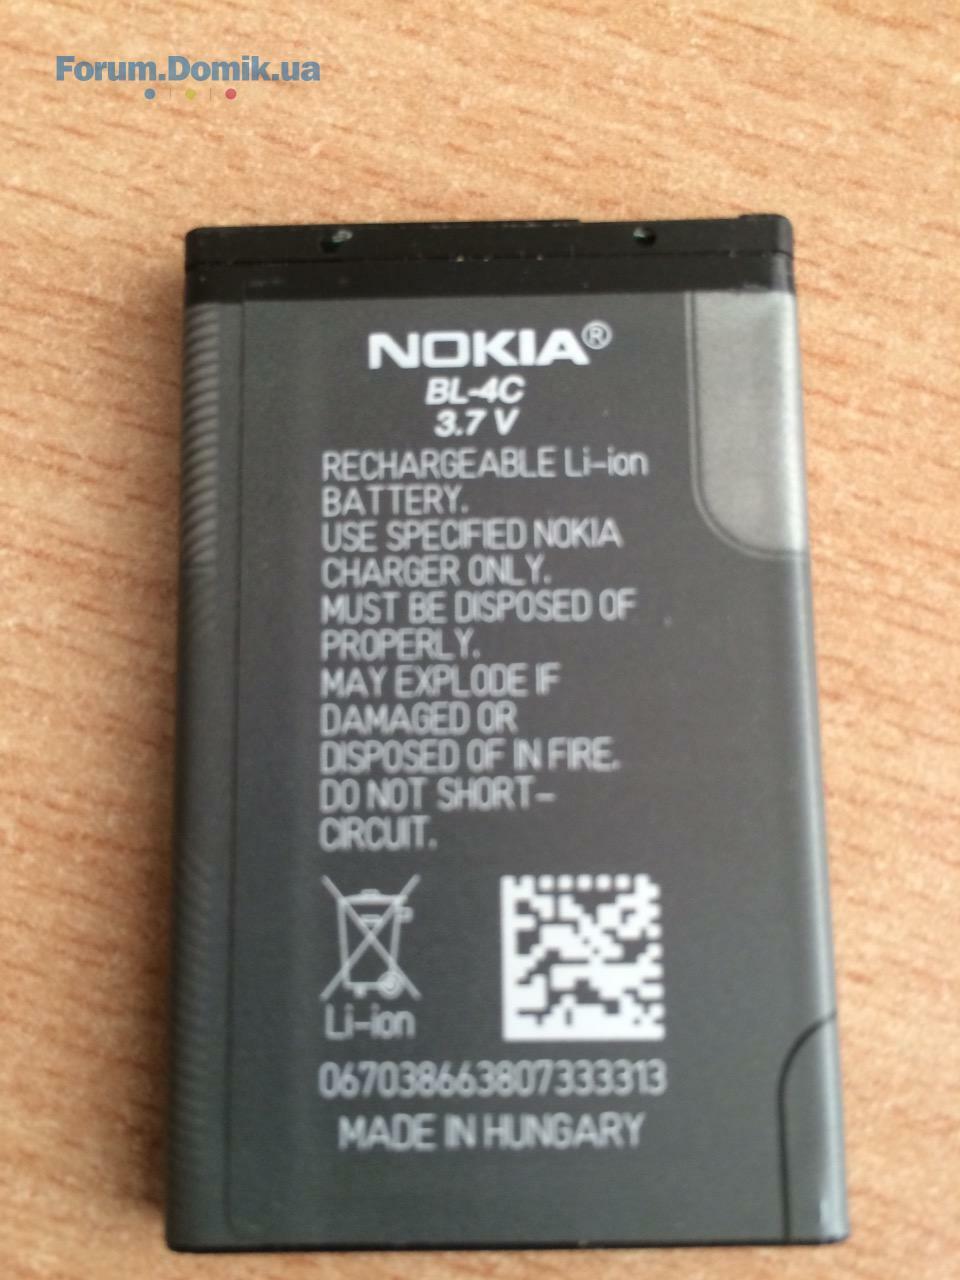 Forum.Domik.ua
NOKIA®
BL-4C
3.7 V
RECHARGEABLE Li-ion
BATTERY.
USE SPECIFIED NOKIA
CHARGER ONLY.
MUST BE DISPOSED OF
PROPERLY.
MAY EXPLODE IF
DAMAGED OR
DISPOSED OF IN FIRE.
DO NOT SHORT-
CIRCUIT.
Li-ion
067038663807333313
MADE IN HUNGARY